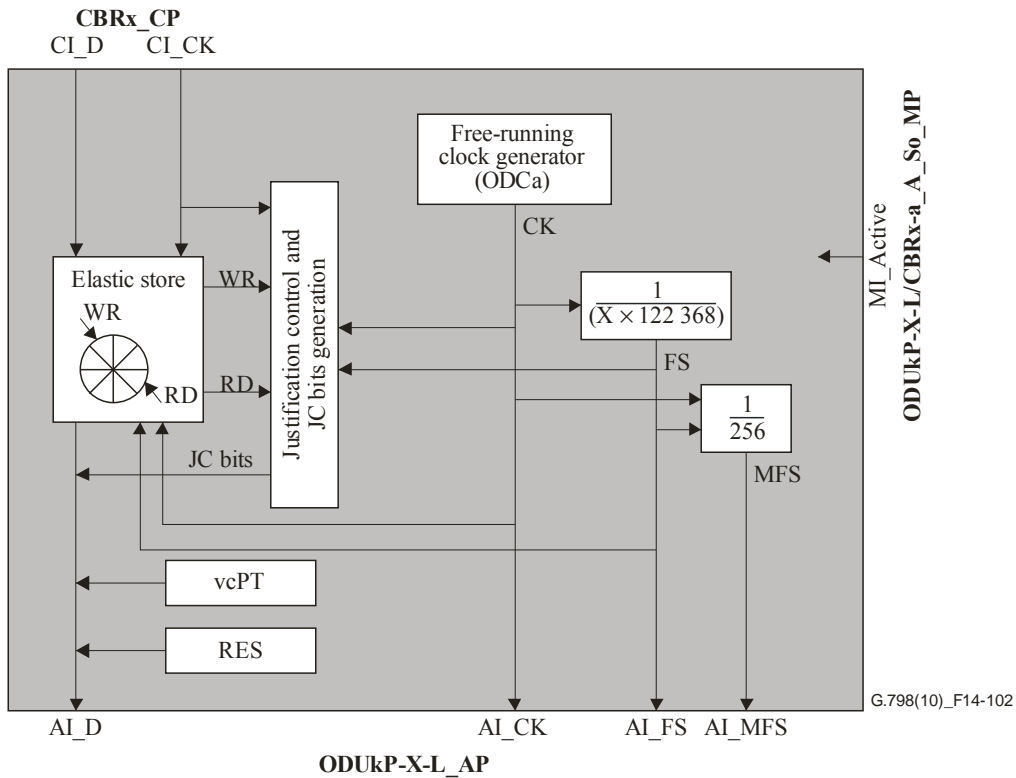 CBRx_CP
CI_D CI_CK
Free-running
clock generator
(ODCa)
CK
ODUkP-X-L/CBRx-a_A_So_MP
MI_Active
Elastic store
WR
WR
RD
RD
Justification control and
JC bits generation
1
(X × 122 368)
FS
1
256
MFS
JC bits
vcPT
RES
G.798(10)_F14-102
AI_D AI_CK AI_FS AI_MFS
ODUkP-X-L_AP